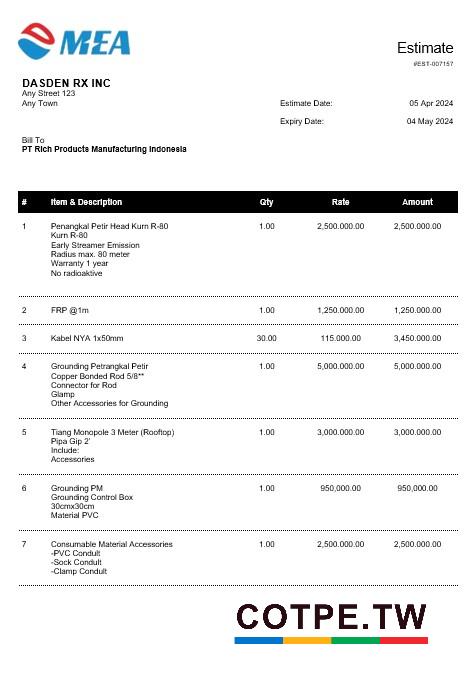 MEA
Estimate
#EST-007157
DASDEN RX INC
Any Street 123
Any Town
Estimate Date: 05 Apr 2024
Expiry Date: 04 May 2024
Bill To
PT Rich Products Manufacturing Indonesia
# Item & Description Qty Rate Amount
1 Penangkal Petir Head Kurn R-80 1.00 2,500.000.00 2,500.000.00
Kurn R-80
Early Streamer Emission
Radius max. 80 meter
Warranty 1 year
No radioaktive
2 FRP @1m 1.00 1,250.000.00 1,250.000.00
3 Kabel NYA 1x50mm 30.00 115.000.00 3,450.000.00
4 Grounding Petrangkal Petir 1.00 5,000.000.00 5,000.000.00
Copper Bonded Rod 5/8"
Connector for Rod
Glamp
Other Accessories for Grounding
5 Tiang Monopole 3 Meter (Rooftop) 1.00 3,000.000.00 3,000.000.00
Pipa Gip 2'
Include:
Accessories
6 Grounding PM 1.00 950,000.00 950,000.00
Grounding Control Box
30cmx30cm
Material PVC
7 Consumable Material Accessories 1.00 2,500.000.00 2,500.000.00
-PVC Conduit
-Sock Conduit
-Clamp Conduit
COTPE.TW